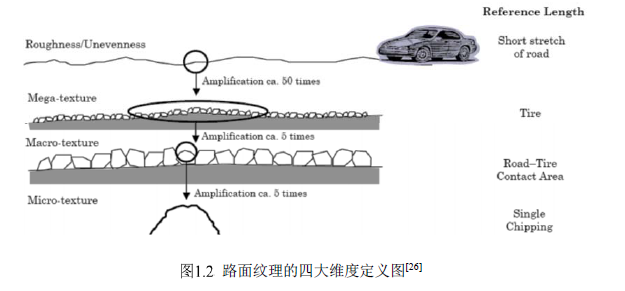 Reference Length
Roughness/Unevenness
Short stretch
of road
Amplification ca. 50 times
Mega-texture
Tire
Amplification ca. 5 times
Macro-texture
Road–Tire
Contact Area
Amplification ca. 5 times
Micro-texture
Single
Chipping
图1.2 路面纹理的四大维度定义图[26]